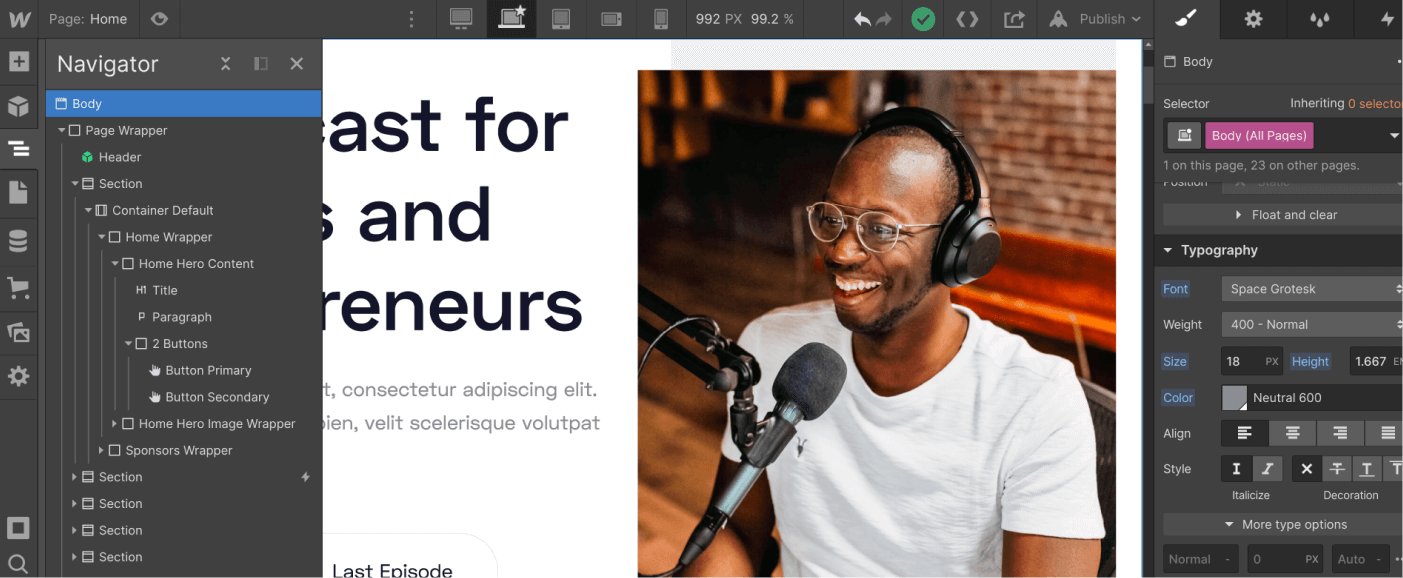 W Page: Home 992 PX 99.2 % Publish
Navigator
Body
Page Wrapper
Header
Section
Container Default
Home Wrapper
Home Hero Content
H1 Title
P Paragraph
2 Buttons
Button Primary
Button Secondary
Home Hero Image Wrapper
Sponsors Wrapper
Section
Section
Section
Section
cast for
s and
reneurs
t, consectetur adipiscing elit.
pien, velit scelerisque volutpat
Last Episode
Body
Selector Inheriting 0 selector
Body (All Pages)
1 on this page, 23 on other pages.
Position Static
Float and clear
Typography
Font Space Grotesk
Weight 400 - Normal
Size 18 PX Height 1.667 EM
Color Neutral 600
Align
Style I I
Italicize Decoration
More type options
Normal - 0 PX Auto -